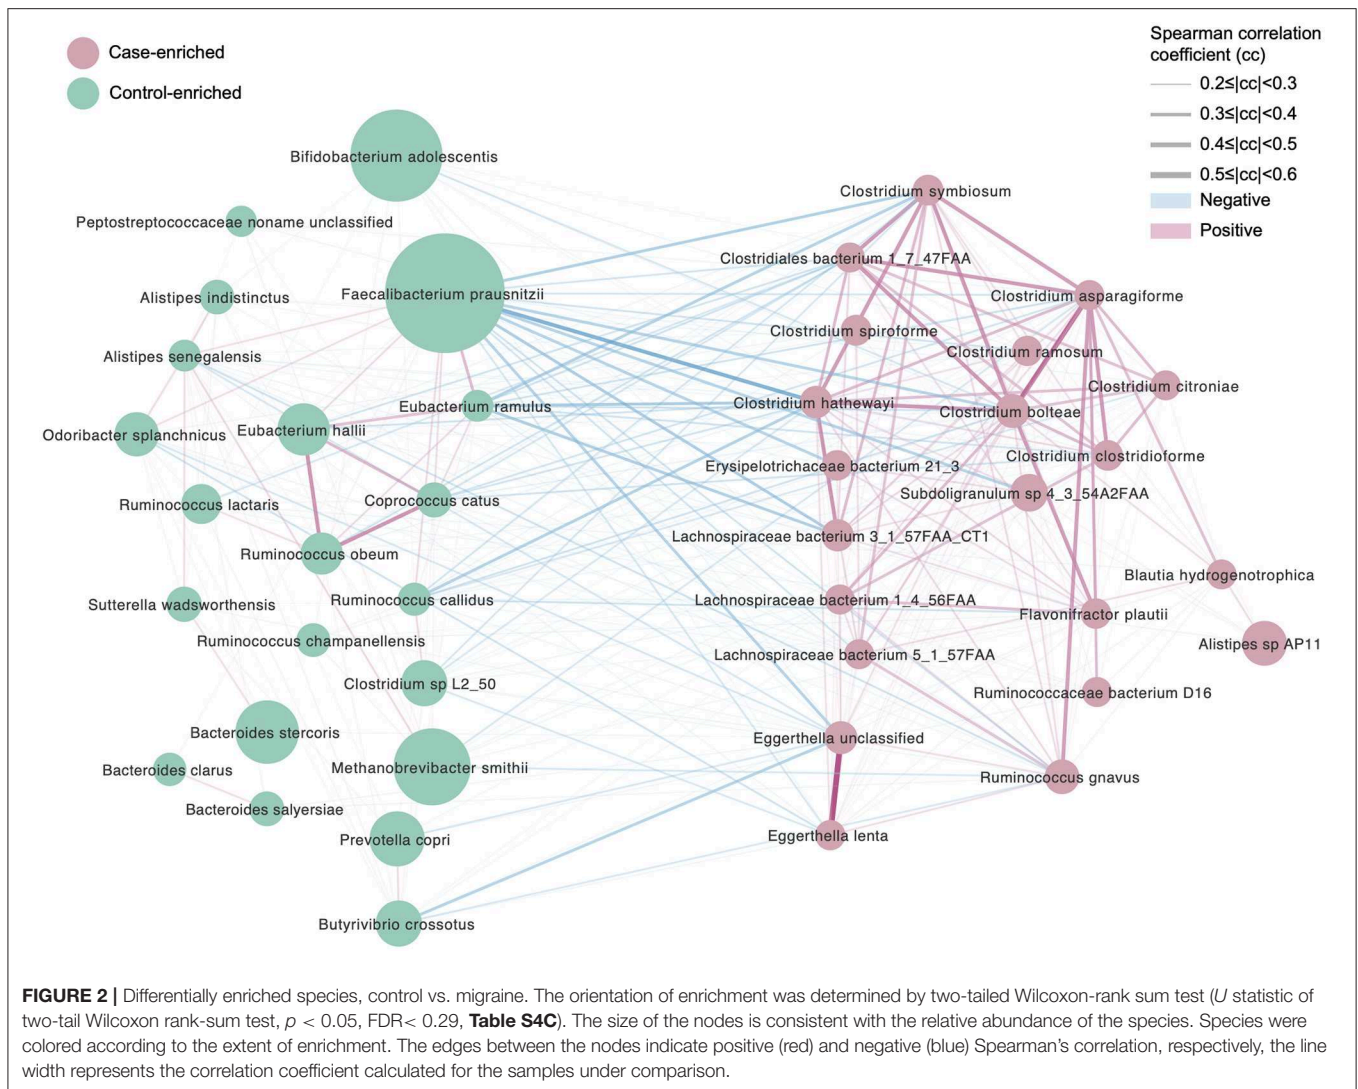 Case-enriched
Control-enriched
Spearman correlation
coefficient (cc)
0.2≤|cc|<0.3
0.3≤|cc|<0.4
0.4≤|cc|<0.5
0.5≤|cc|<0.6
Negative
Positive
Bifidobacterium adolescentis
Peptostreptococcaceae noname unclassified
Alistipes indistinctus
Faecalibacterium prausnitzii
Alistipes senegalensis
Eubacterium ramulus
Odoribacter splanchnicus
Eubacterium hallii
Ruminococcus lactaris
Coprococcus catus
Ruminococcus obeum
Sutterella wadsworthensis
Ruminococcus callidus
Ruminococcus champanellensis
Clostridium sp L2_50
Bacteroides stercoris
Bacteroides clarus
Methanobrevibacter smithii
Bacteroides salyersiae
Prevotella copri
Butyrivibrio crossotus
Clostridium symbiosum
Clostridiales bacterium 1_7_47FAA
Clostridium asparagiforme
Clostridium spiroforme
Clostridium ramosum
Clostridium citroniae
Clostridium hathewayi
Clostridium bolteae
Clostridium clostridioforme
Erysipelotrichaceae bacterium 21_3
Subdoligranulum sp 4_3_54A2FAA
Lachnospiraceae bacterium 3_1_57FAA_CT1
Blautia hydrogenotrophica
Lachnospiraceae bacterium 1_4_56FAA
Flavonifractor plautii
Alistipes sp AP11
Lachnospiraceae bacterium 5_1_57FAA
Ruminococcaceae bacterium D16
Eggerthella unclassified
Ruminococcus gnavus
Eggerthella lenta
FIGURE 2 | Differentially enriched species, control vs. migraine. The orientation of enrichment was determined by two-tailed Wilcoxon-rank sum test (U statistic of
two-tail Wilcoxon rank-sum test, p < 0.05, FDR< 0.29, Table S4C). The size of the nodes is consistent with the relative abundance of the species. Species were
colored according to the extent of enrichment. The edges between the nodes indicate positive (red) and negative (blue) Spearman's correlation, respectively, the line
width represents the correlation coefficient calculated for the samples under comparison.